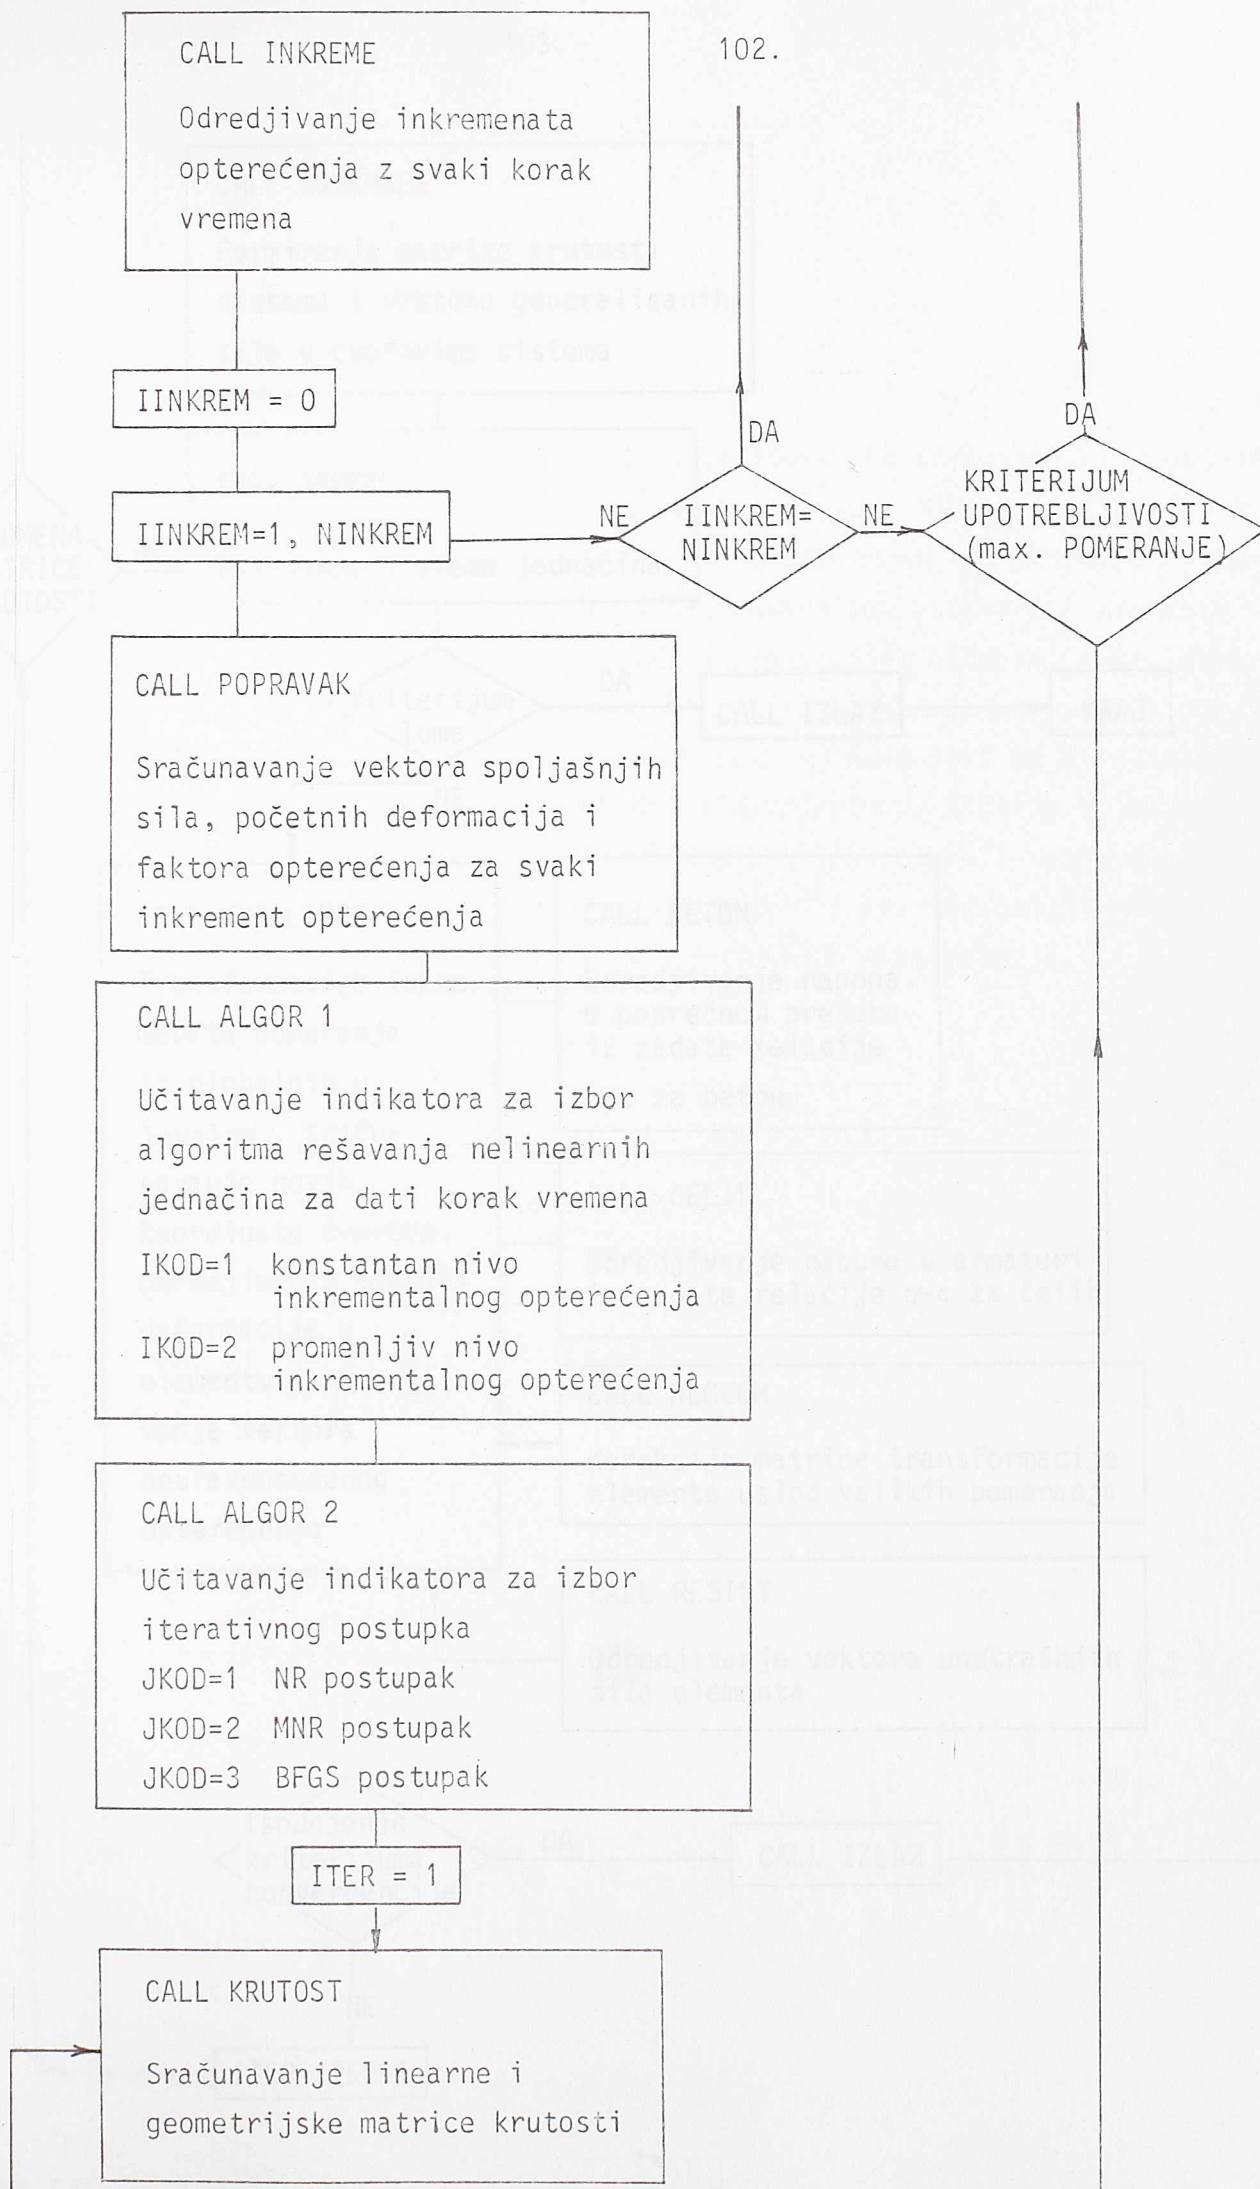 102.
CALL INKREME
Odredjivanje inkremenata
opterećenja z svaki korak
vremena
IINKREM = 0
IINKREM=1, NINKREM
NE
IINKREM=
NINKREM
DA
NE
KRITERIJUM
UPOTREBLJIVOSTI
(max. POMERANJE)
DA
CALL POPRAVAK
Sračunavanje vektora spoljašnjih
sila, početnih deformacija i
faktora opterećenja za svaki
inkrement opterećenja
CALL ALGOR 1
Učitavanje indikatora za izbor
algoritma rešavanja nelinearnih
jednačina za dati korak vremena
IKOD=1 konstantan nivo
inkrementalnog opterećenja
IKOD=2 promenljiv nivo
inkrementalnog opterećenja
CALL ALGOR 2
Učitavanje indikatora za izbor
iterativnog postupka
JKOD=1 NR postupak
JKOD=2 MNR postupak
JKOD=3 BFGS postupak
ITER = 1
CALL KRUTOST
Sračunavanje linearne i
geometrijske matrice krutosti